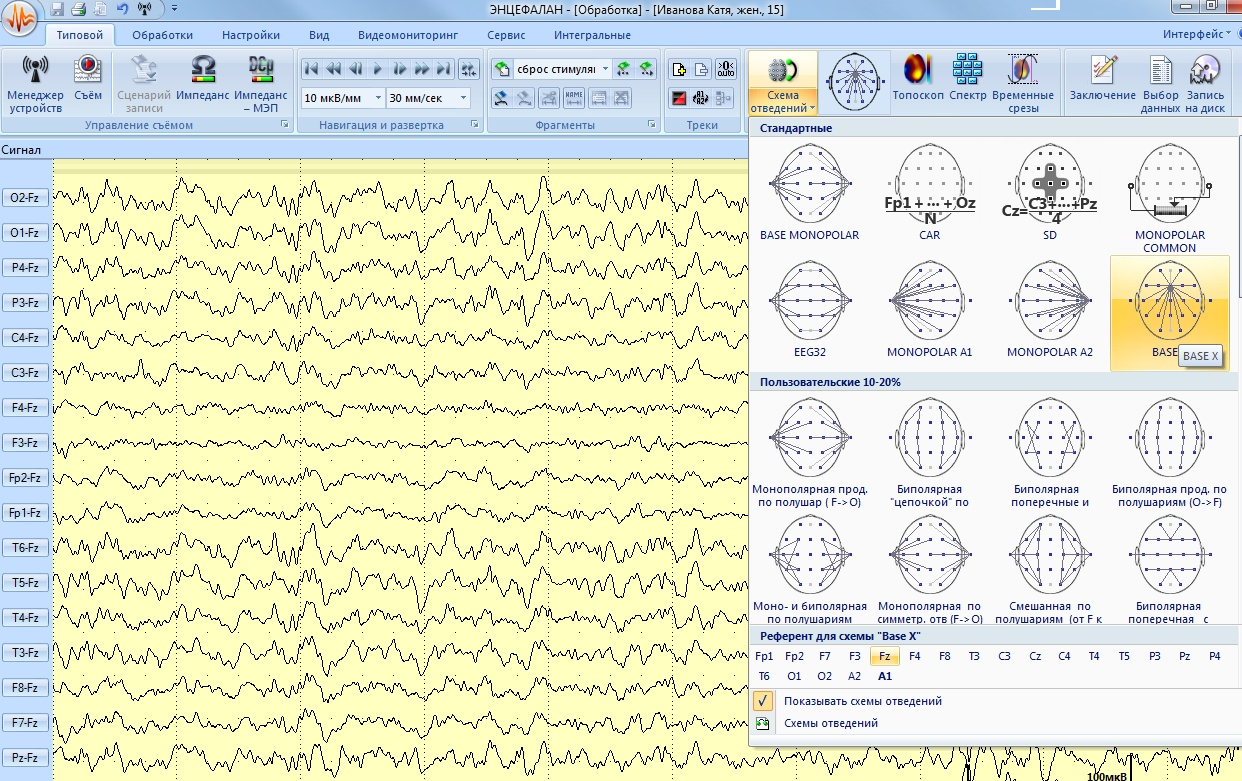 ЭНЦЕФАЛАН - [Обработка] - [Иванова Катя, жен., 15]
Типовой
Обработки
Настройки
Вид
Видеомониторинг
Сервис
Интегральные
Интерфейс
Менеджер
устройств
Съём
Сценарий
записи
Импеданс
Импеданс
– МЭП
Управление съёмом
10 мкВ/мм
30 мм/сек
Навигация и развертка
сброс стимуля
NAME
Фрагменты
AUTO
Треки
Схема
отведений
Топоскоп
Спектр
Временные
срезы
Заключение
Выбор
данных
Запись
на диск
Сигнал
O2-Fz
O1-Fz
P4-Fz
P3-Fz
C4-Fz
C3-Fz
F4-Fz
F3-Fz
Fp2-Fz
Fp1-Fz
T6-Fz
T5-Fz
T4-Fz
T3-Fz
F8-Fz
F7-Fz
Pz-Fz
100мкВ
Стандартные
BASE MONOPOLAR
Fp1 + ... + Oz
N
CAR
Cz= C3+...+Pz
4
SD
MONOPOLAR
COMMON
EEG32
MONOPOLAR A1
MONOPOLAR A2
BASE
BASE X
Пользовательские 10-20%
Монополярная прод.
по полушар ( F->O)
Биполярная
"цепочкой" по
Биполярная
поперечные и
Биполярная прод. по
полушариям (O->F)
Моно- и биполярная
по полушариям
Монополярная по
симметр. отв (F->O)
Смешанная по
полушариям (от F к
Биполярная
поперечная с
Референт для схемы "Base X"
Fp1 Fp2 F7 F3 Fz F4 F8 T3 C3 Cz C4 T4 T5 P3 Pz P4
T6 O1 O2 A2 A1
Показывать схемы отведений
Схемы отведений